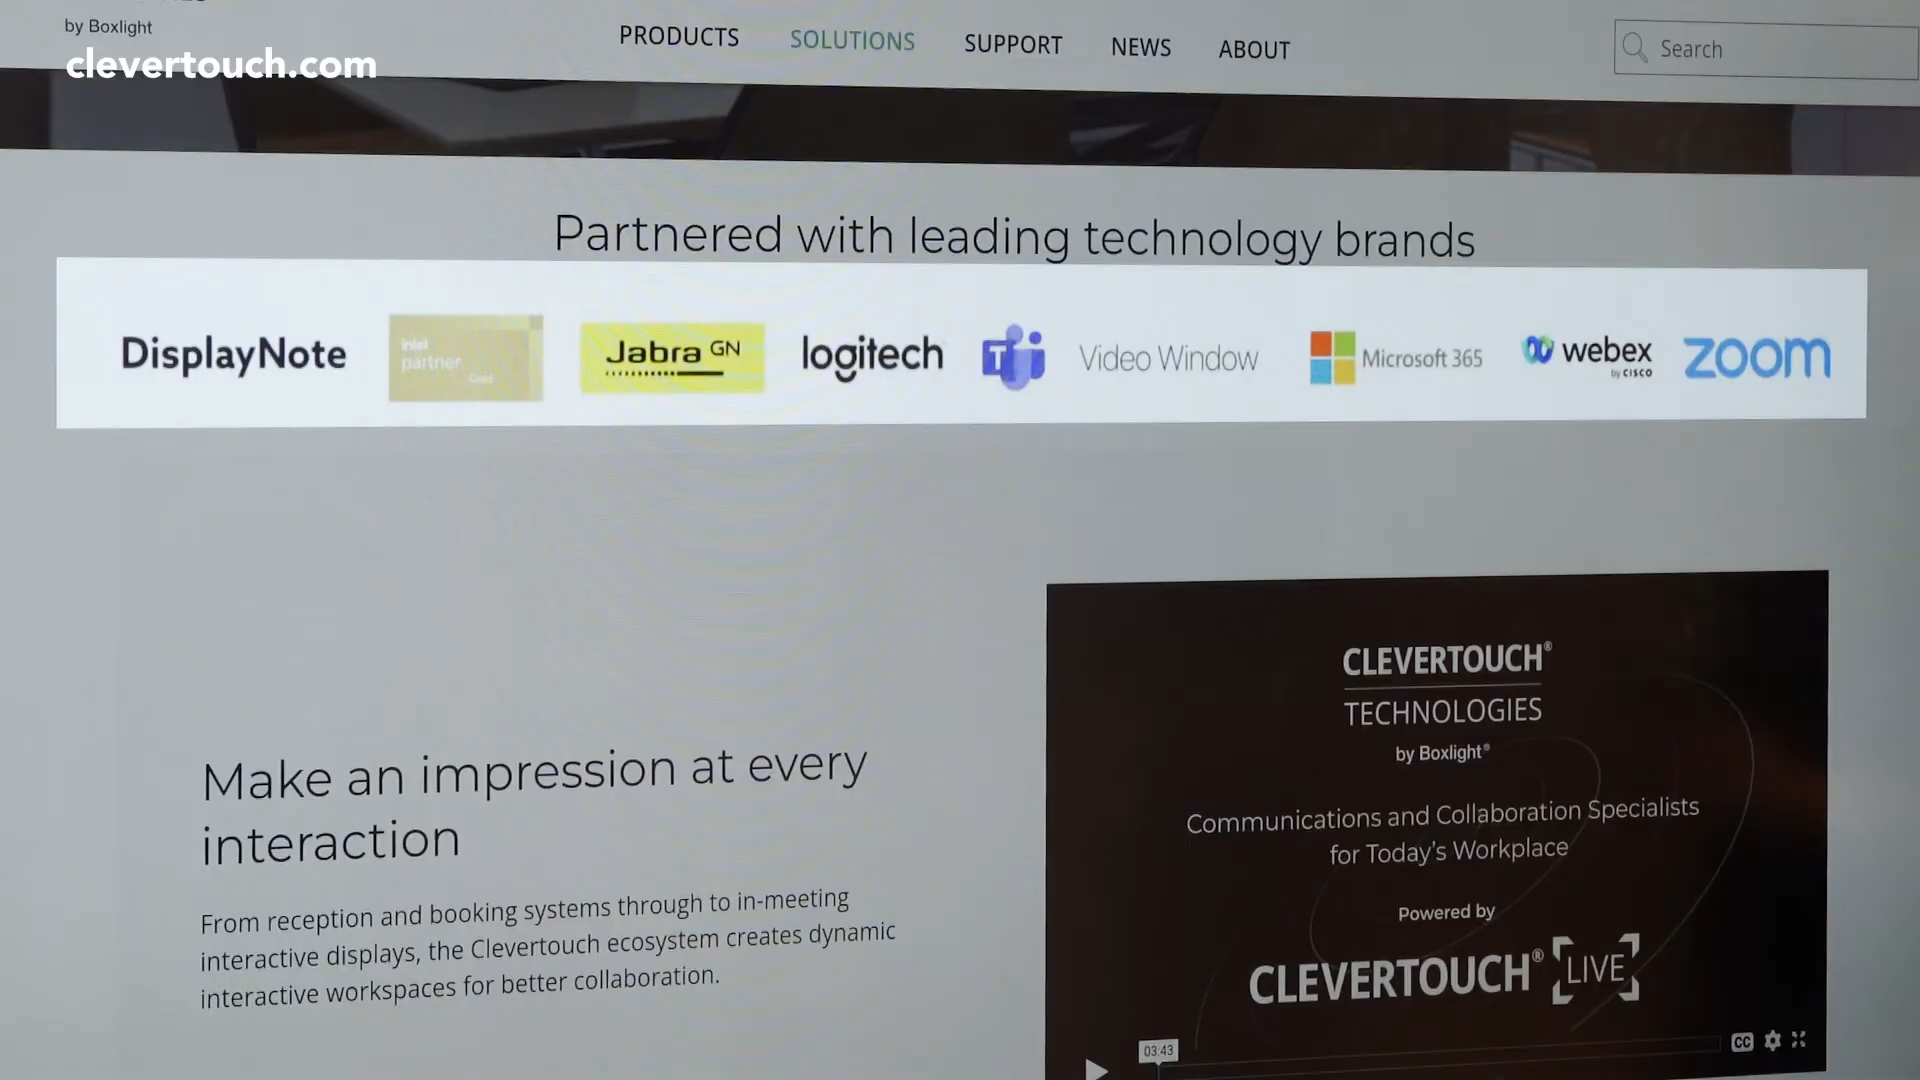 by Boxlight
clevertouch.com
PRODUCTS SOLUTIONS SUPPORT NEWS ABOUT
Search
Partnered with leading technology brands
DisplayNote
intel
partner
Gold
Jabra GN
logitech
T
Video Window
Microsoft 365
webex
by CISCO
zoom
Make an impression at every
interaction
From reception and booking systems through to in-meeting
interactive displays, the Clevertouch ecosystem creates dynamic
interactive workspaces for better collaboration.
CLEVERTOUCH®
TECHNOLOGIES
by Boxlight®
Communications and Collaboration Specialists
for Today's Workplace
Powered by
CLEVERTOUCH® LIVE
03:43
CC